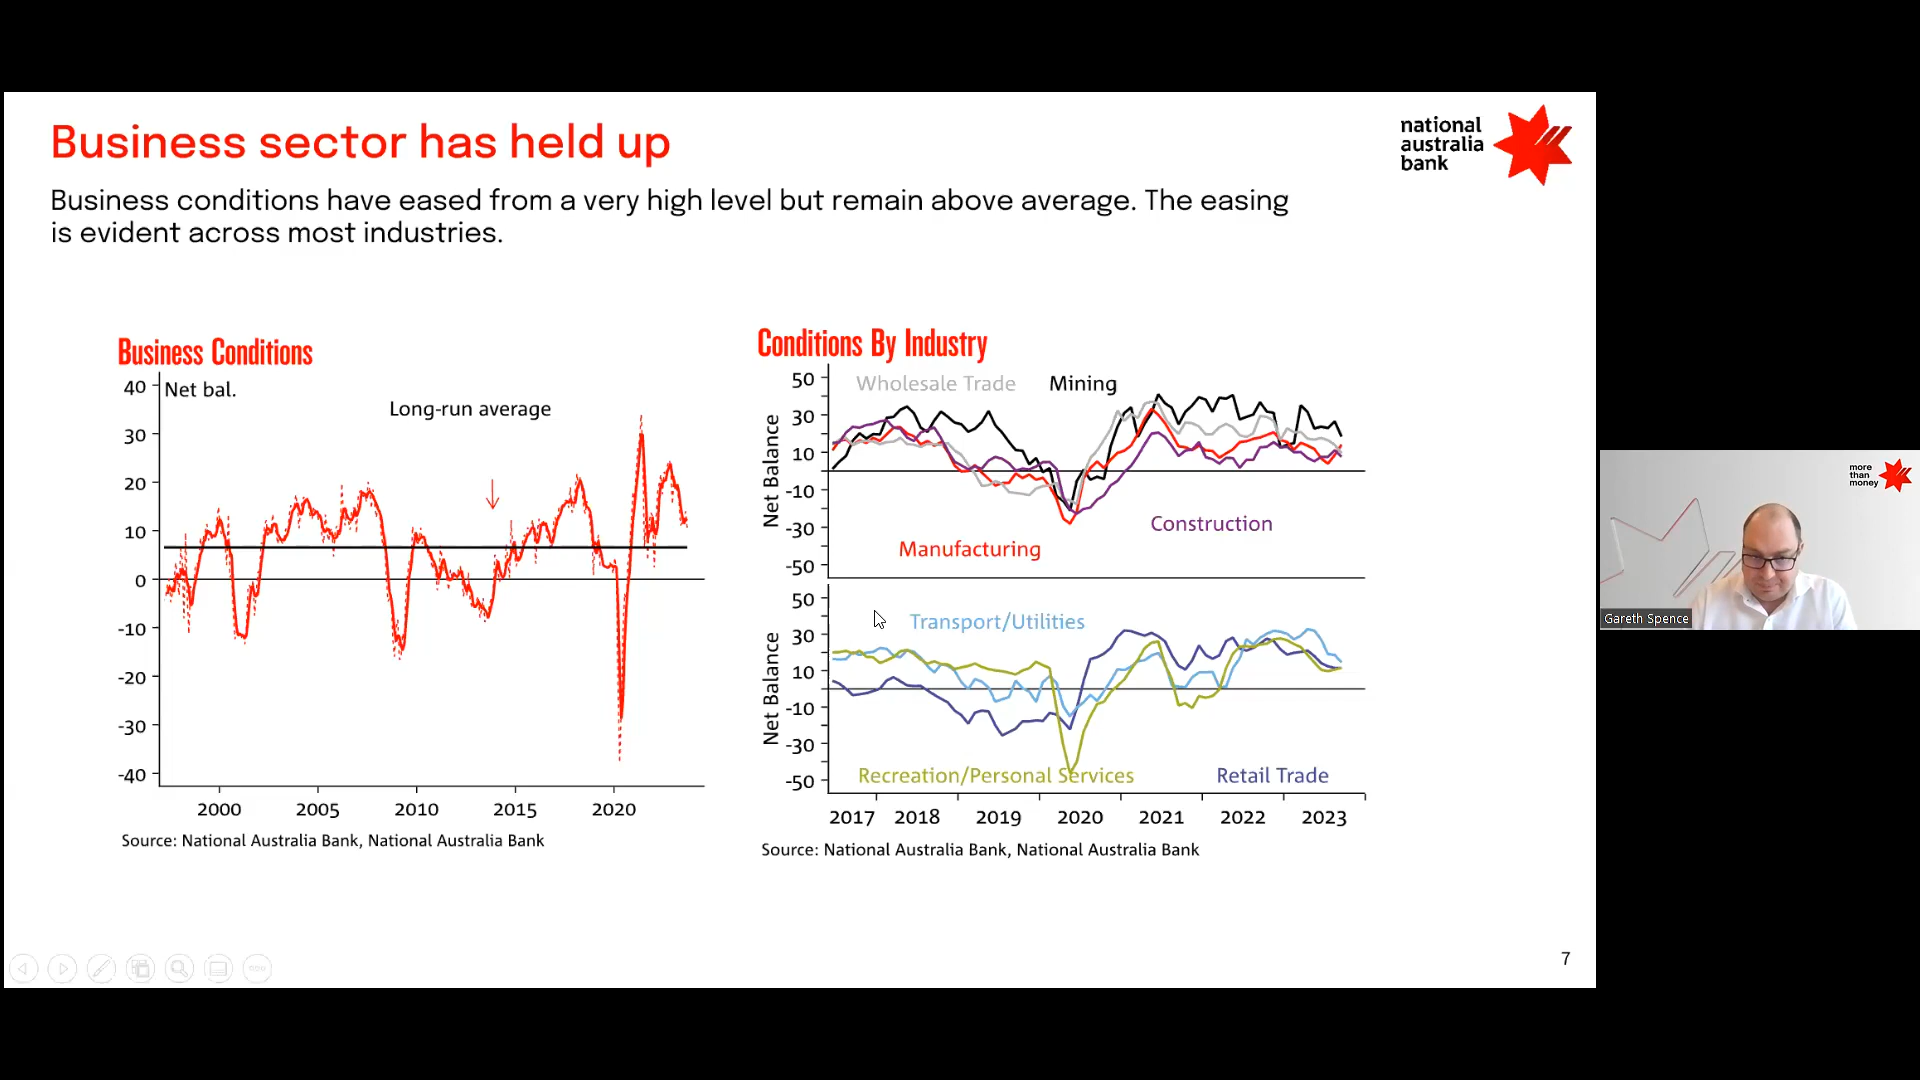 Business sector has held up
national
australia
bank
Business conditions have eased from a very high level but remain above average. The easing
is evident across most industries.
Business Conditions
40
Net bal.
Long-run average
30
20
10
0
-10
-20
-30
-40
2000 2005 2010 2015 2020
Source: National Australia Bank, National Australia Bank
Conditions By Industry
50
Wholesale Trade Mining
30
10
-10
-30
-50
Net Balance
Construction
Manufacturing
50
Transport/Utilities
30
10
-10
-30
-50
Net Balance
Recreation/Personal Services Retail Trade
2017 2018 2019 2020 2021 2022 2023
Source: National Australia Bank, National Australia Bank
7
more
than
money
Gareth Spence